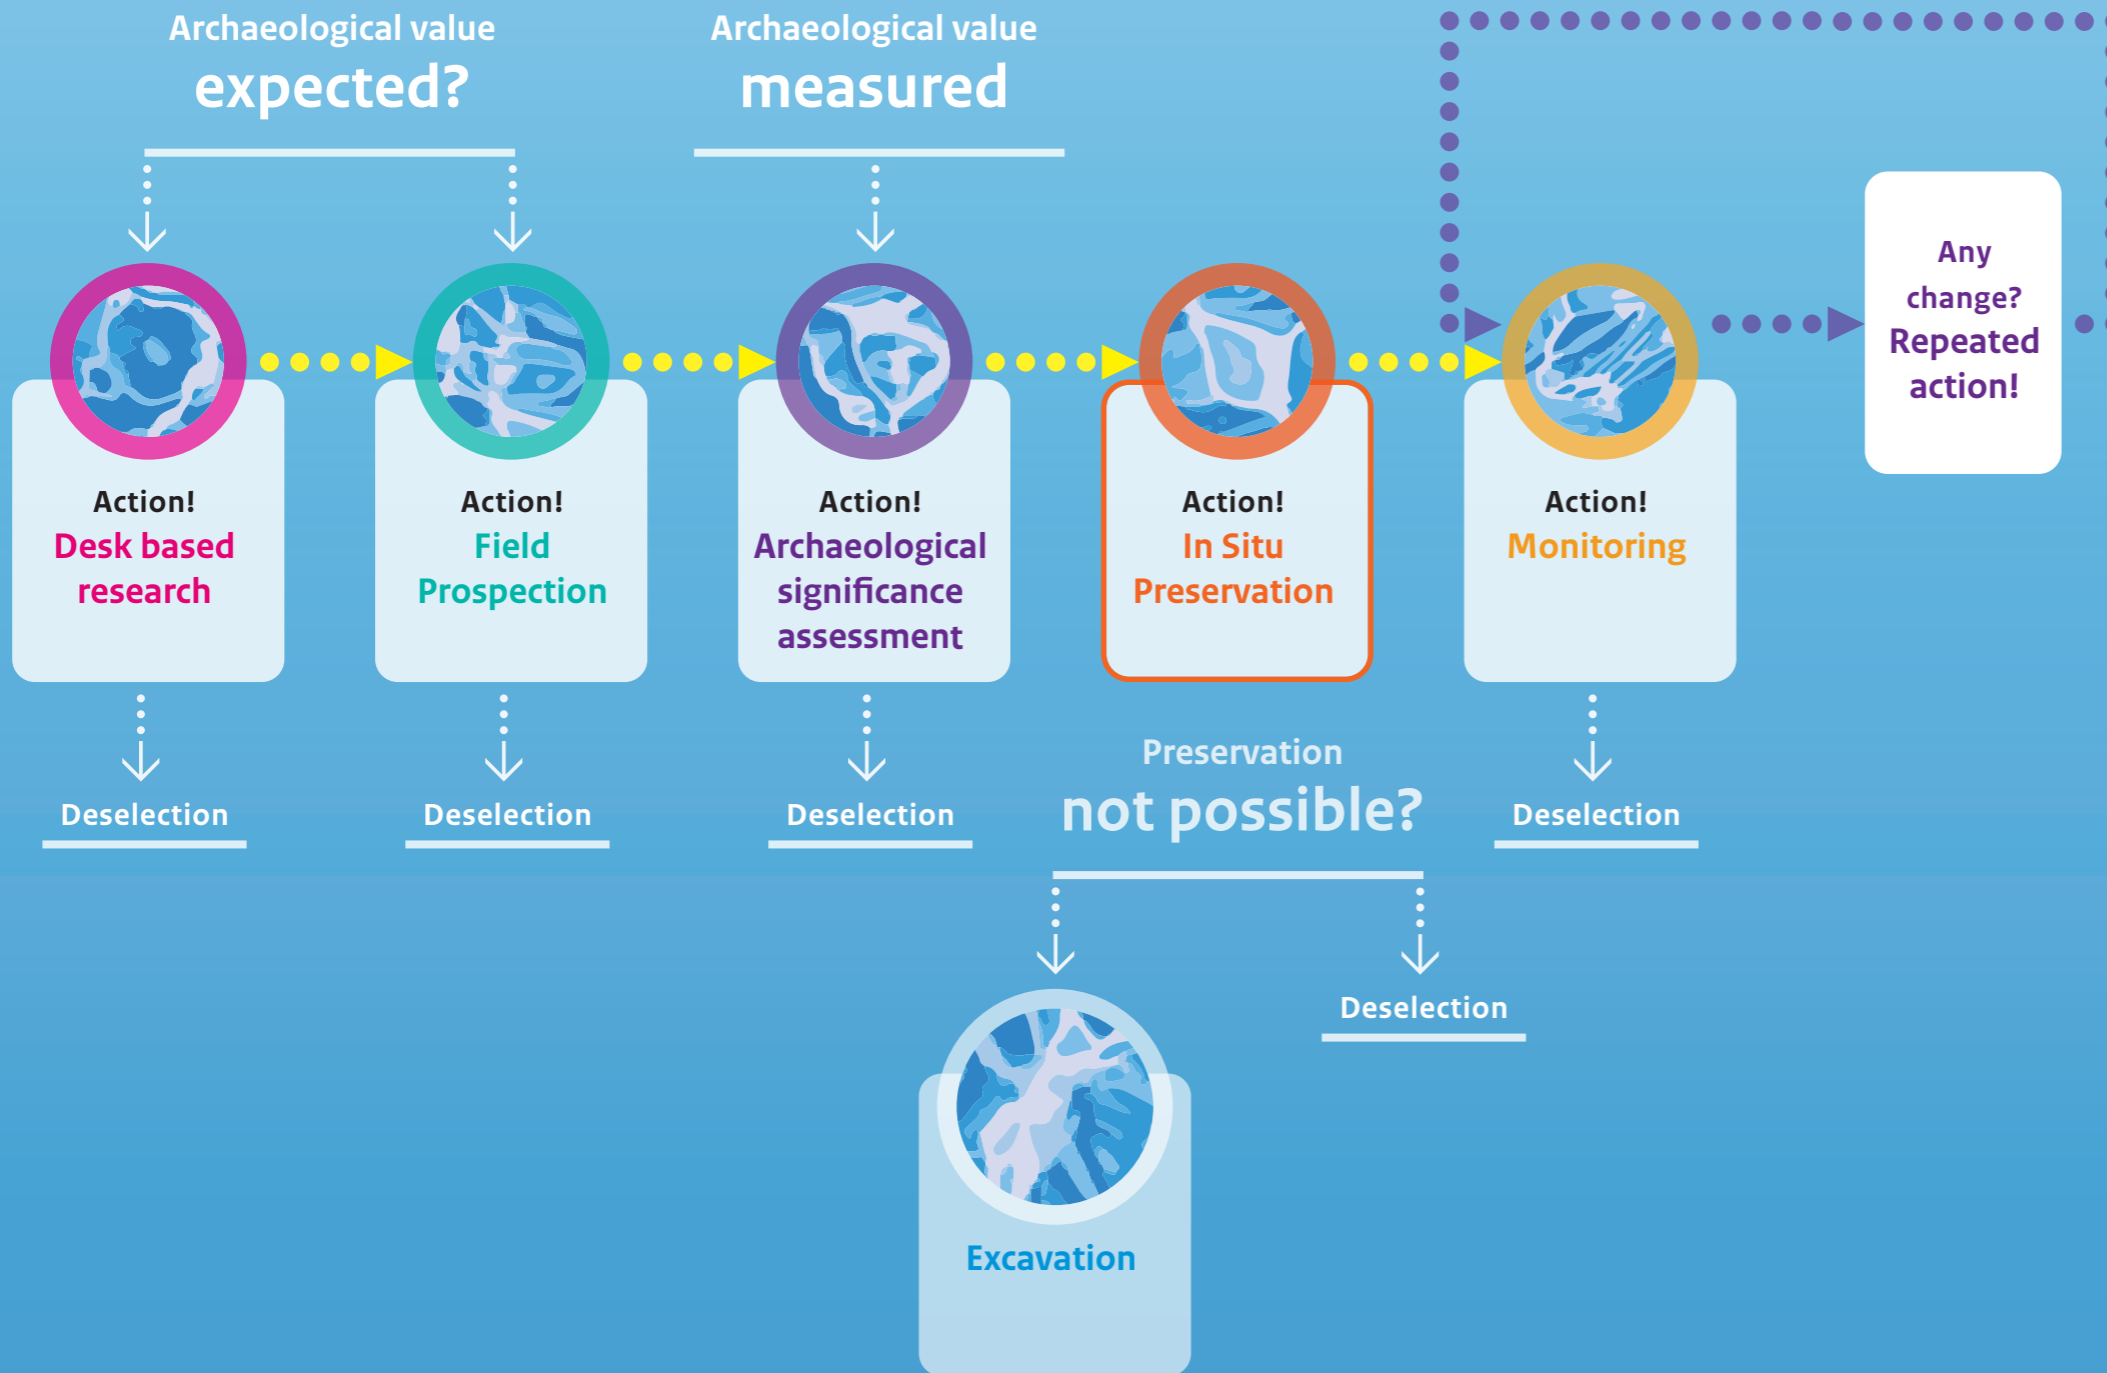 Archaeological value
expected?
Archaeological value
measured
Any
change?
Repeated
action!
Action!
Desk based
research
Action!
Field
Prospection
Action!
Archaeological
significance
assessment
Action!
In Situ
Preservation
Action!
Monitoring
Deselection
Deselection
Deselection
Preservation
not possible?
Deselection
Deselection
Excavation